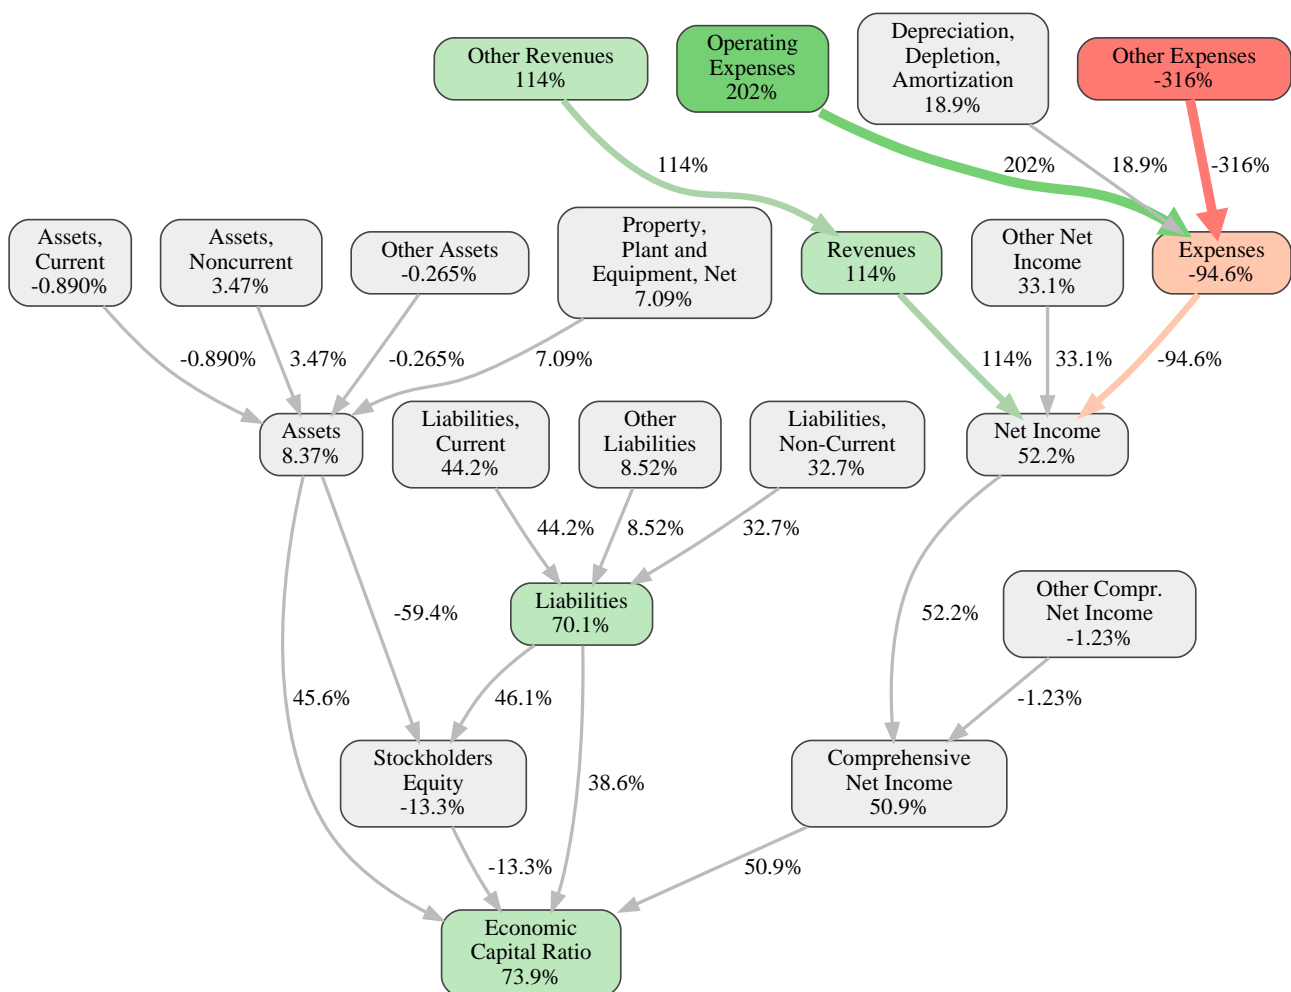 Other Revenues
114%
Operating
Expenses
202%
Depreciation,
Depletion,
Amortization
18.9%
Other Expenses
-316%
114%
202%
18.9%
-316%
Assets,
Current
-0.890%
Assets,
Noncurrent
3.47%
Other Assets
-0.265%
Property,
Plant and
Equipment, Net
7.09%
Revenues
114%
Other Net
Income
33.1%
Expenses
-94.6%
-0.890%
3.47%
-0.265%
7.09%
114%
33.1%
-94.6%
Assets
8.37%
Liabilities,
Current
44.2%
Other
Liabilities
8.52%
Liabilities,
Non-Current
32.7%
Net Income
52.2%
44.2%
8.52%
32.7%
Liabilities
70.1%
-59.4%
52.2%
Other Compr.
Net Income
-1.23%
45.6%
46.1%
-1.23%
Stockholders
Equity
-13.3%
38.6%
Comprehensive
Net Income
50.9%
-13.3%
50.9%
Economic
Capital Ratio
73.9%